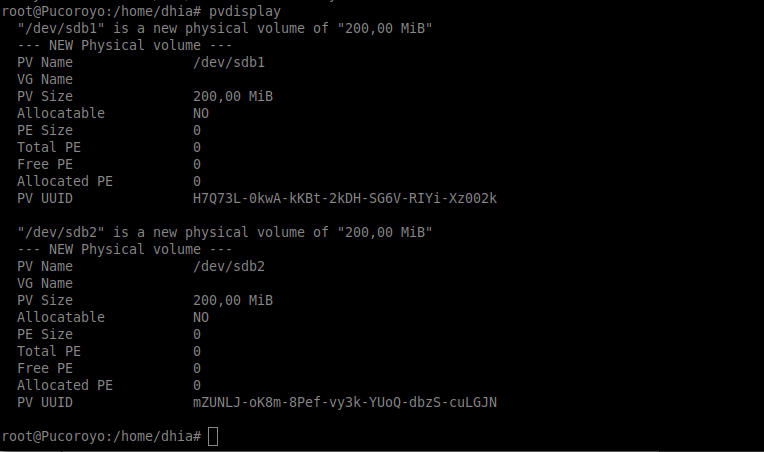 root@Pucoroyo:/home/dhia# pvdisplay
"/dev/sdb1" is a new physical volume of "200,00 MiB"
--- NEW Physical volume ---
PV Name /dev/sdb1
VG Name
PV Size 200,00 MiB
Allocatable NO
PE Size 0
Total PE 0
Free PE 0
Allocated PE 0
PV UUID H7Q73L-0kwA-kKBt-2kDH-SG6V-RIYi-Xz002k
"/dev/sdb2" is a new physical volume of "200,00 MiB"
--- NEW Physical volume ---
PV Name /dev/sdb2
VG Name
PV Size 200,00 MiB
Allocatable NO
PE Size 0
Total PE 0
Free PE 0
Allocated PE 0
PV UUID mZUNLJ-oK8m-8Pef-vy3k-YUoQ-dbzS-cuLGJN
root@Pucoroyo:/home/dhia#